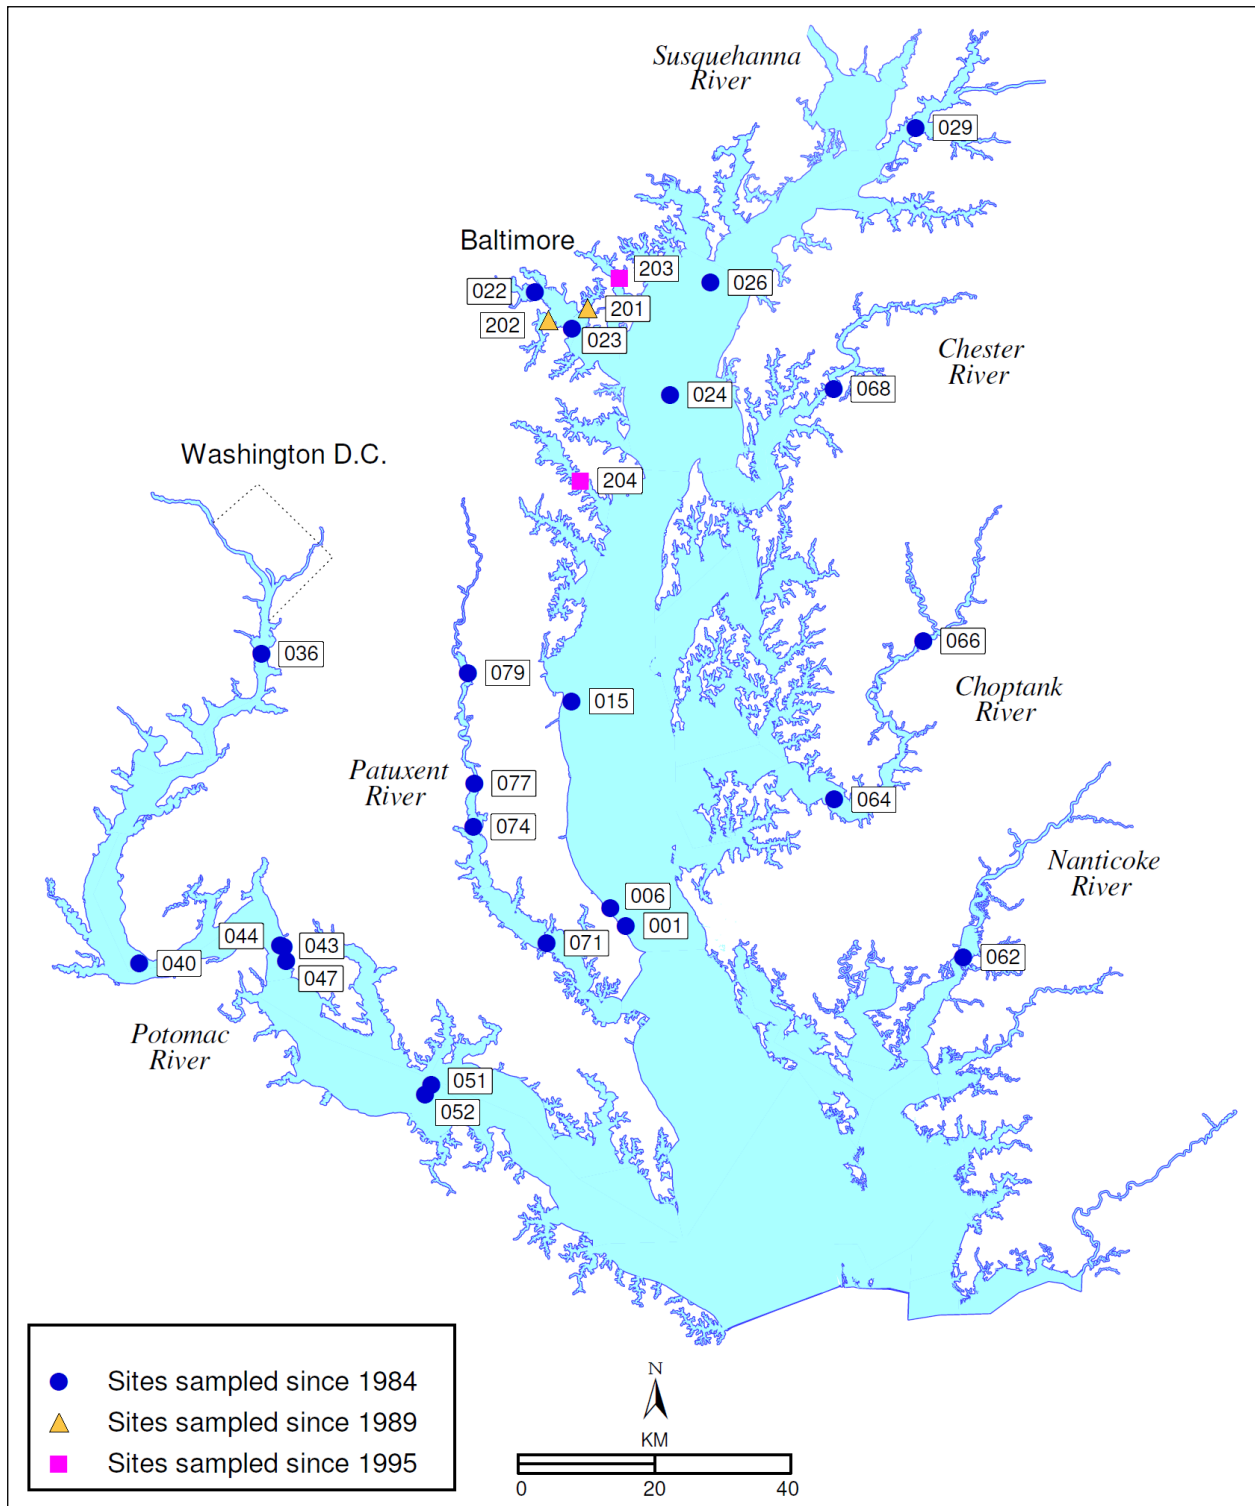 Susquehanna
River
029
Baltimore
203
022
026
201
202
023
Chester
River
068
024
Washington D.C.
204
066
036
079
Choptank
River
015
Patuxent
River
077
064
074
Nanticoke
River
006
044
043
001
071
040
047
062
Potomac
River
051
052
Sites sampled since 1984
Sites sampled since 1989
Sites sampled since 1995
N
KM
0
20
40